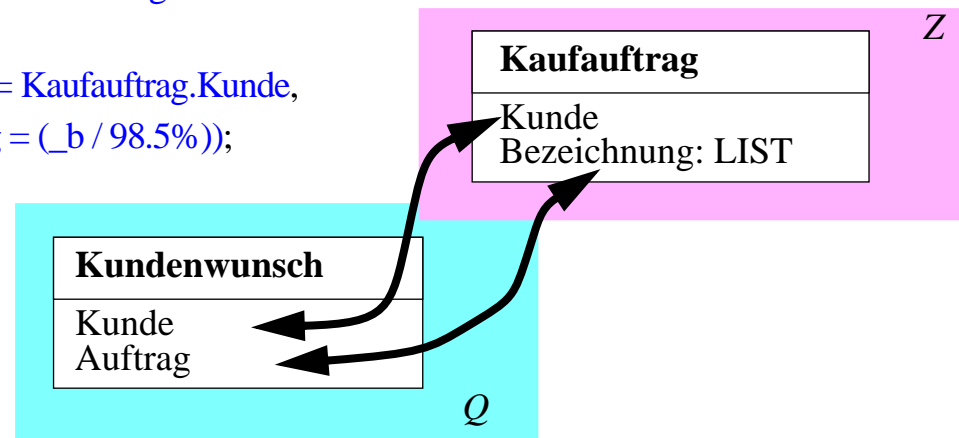 Z
Kaufauftrag
= Kaufauftrag.Kunde,
= (_b / 98.5%));
Kunde
Bezeichnung: LIST
Kundenwunsch
Kunde
Auftrag
Q